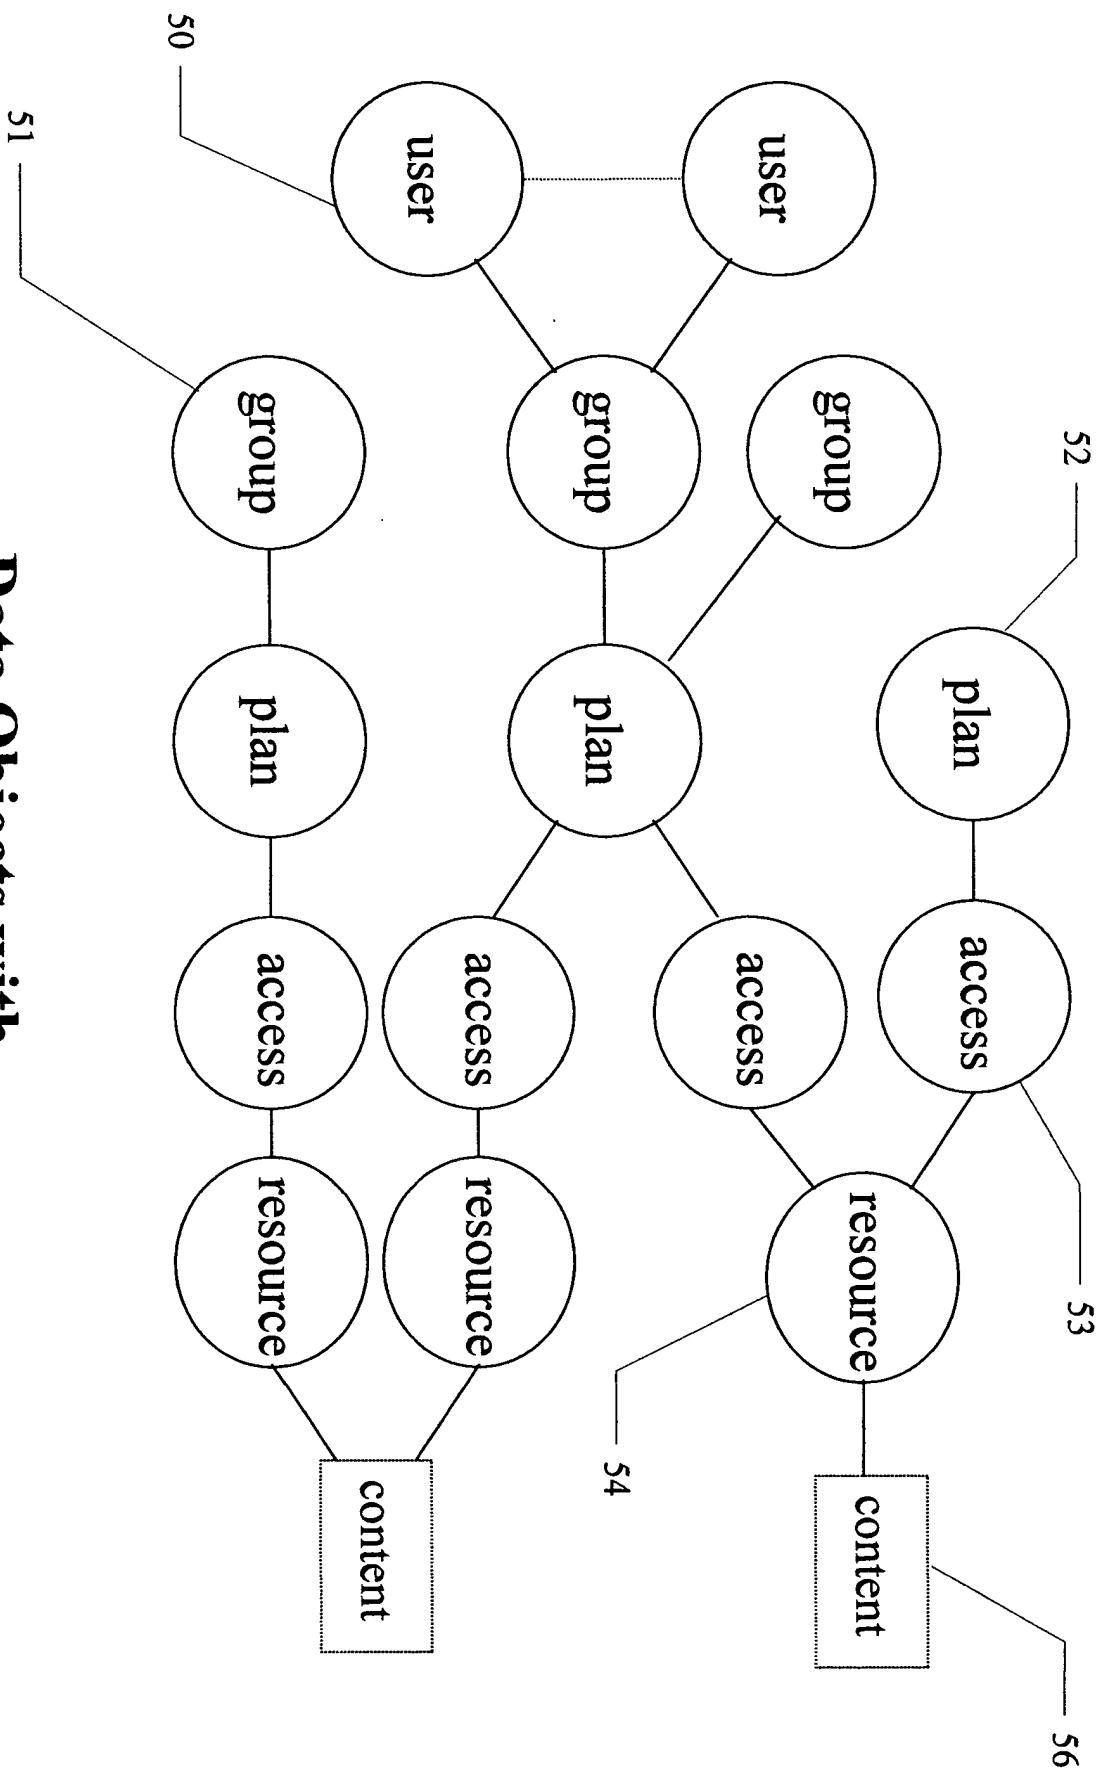 52
53
56
plan
access
resource
content
group
user
access
54
group
plan
access
resource
user
content
group
plan
access
resource
50
51
Data Objects with